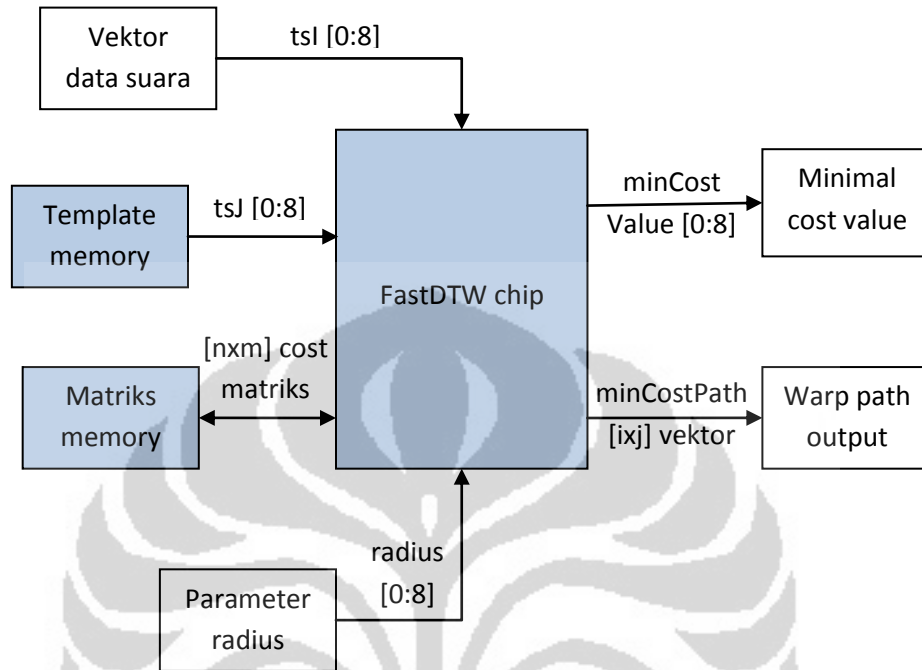 Vektor
data suara
tsI [0:8]
Template
memory
tsJ [0:8]
FastDTW chip
minCost
Value [0:8]
Minimal
cost value
[nxm] cost
matriks
Matriks
memory
minCostPath
[ixj] vektor
Warp path
output
radius
[0:8]
Parameter
radius